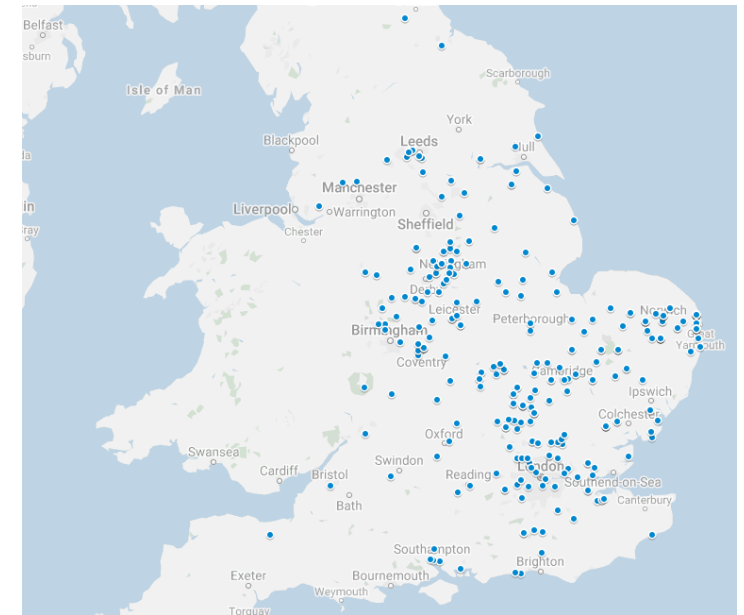 Belfast
sburn
Isle of Man
Scarborough
York
Blackpool
Leeds
Hull
Manchester
Liverpool
Warrington
Sheffield
Chester
Nottingham
Derby
Norwich
Leicester
Peterborough
Great
Yarmouth
Birmingham
Coventry
Cambridge
Ipswich
Colchester
Oxford
Swansea
Swindon
Cardiff
Bristol
Reading
London
Southend-on-Sea
Bath
Canterbury
Southampton
Brighton
Exeter
Bournemouth
Weymouth
Torquay